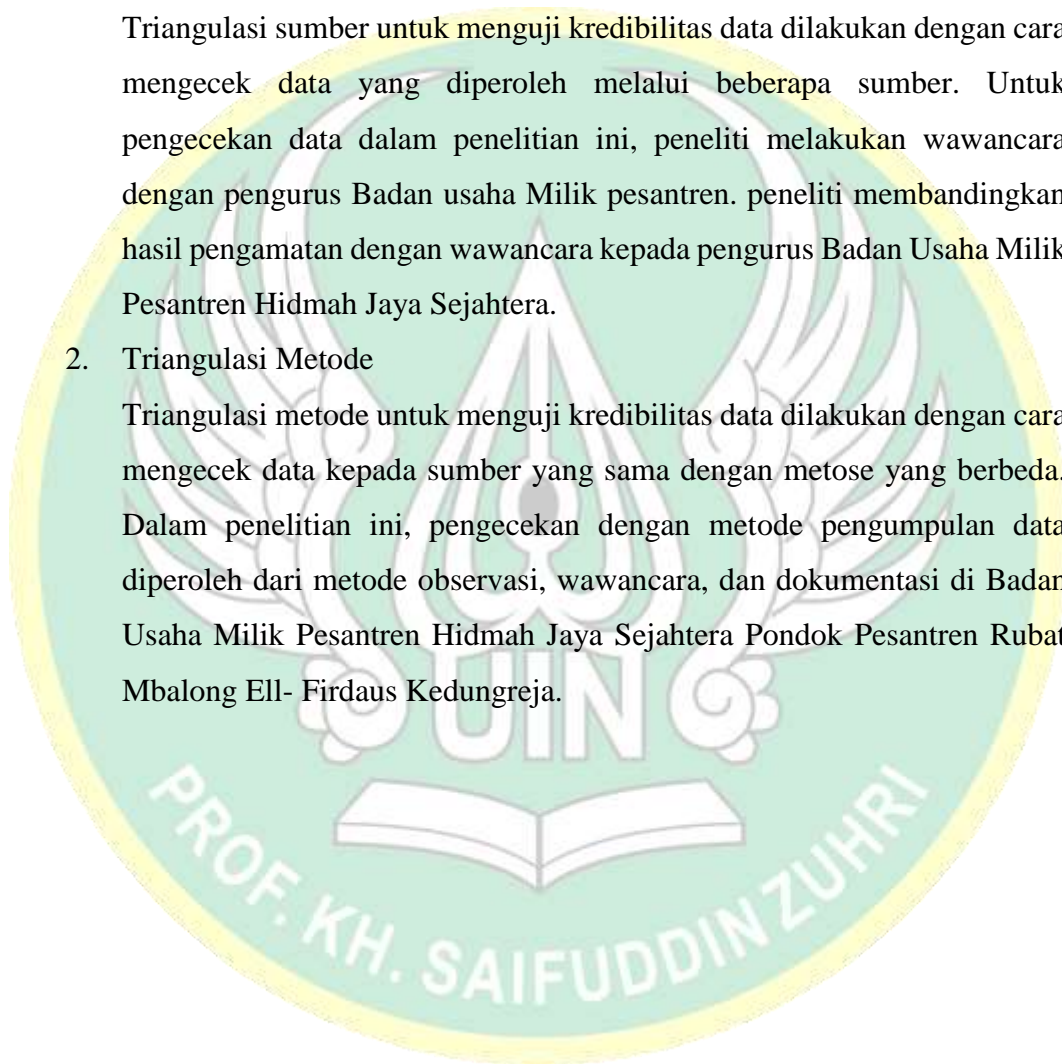 Triangulasi sumber untuk menguji kredibilitas data dilakukan dengan cara
mengecek data yang diperoleh melalui beberapa sumber. Untuk
pengecekan data dalam penelitian ini, peneliti melakukan wawancara
dengan pengurus Badan usaha Milik pesantren. peneliti membandingkan
hasil pengamatan dengan wawancara kepada pengurus Badan Usaha Milik
Pesantren Hidmah Jaya Sejahtera.
2. Triangulasi Metode
Triangulasi metode untuk menguji kredibilitas data dilakukan dengan cara
mengecek data kepada sumber yang sama dengan metose yang berbeda.
Dalam penelitian ini, pengecekan dengan metode pengumpulan data
diperoleh dari metode observasi, wawancara, dan dokumentasi di Badan
Usaha Milik Pesantren Hidmah Jaya Sejahtera Pondok Pesantren Rubat
Mbalong Ell- Firdaus Kedungreja.
UIN
PROF. KH. SAIFUDDIN ZUHRI